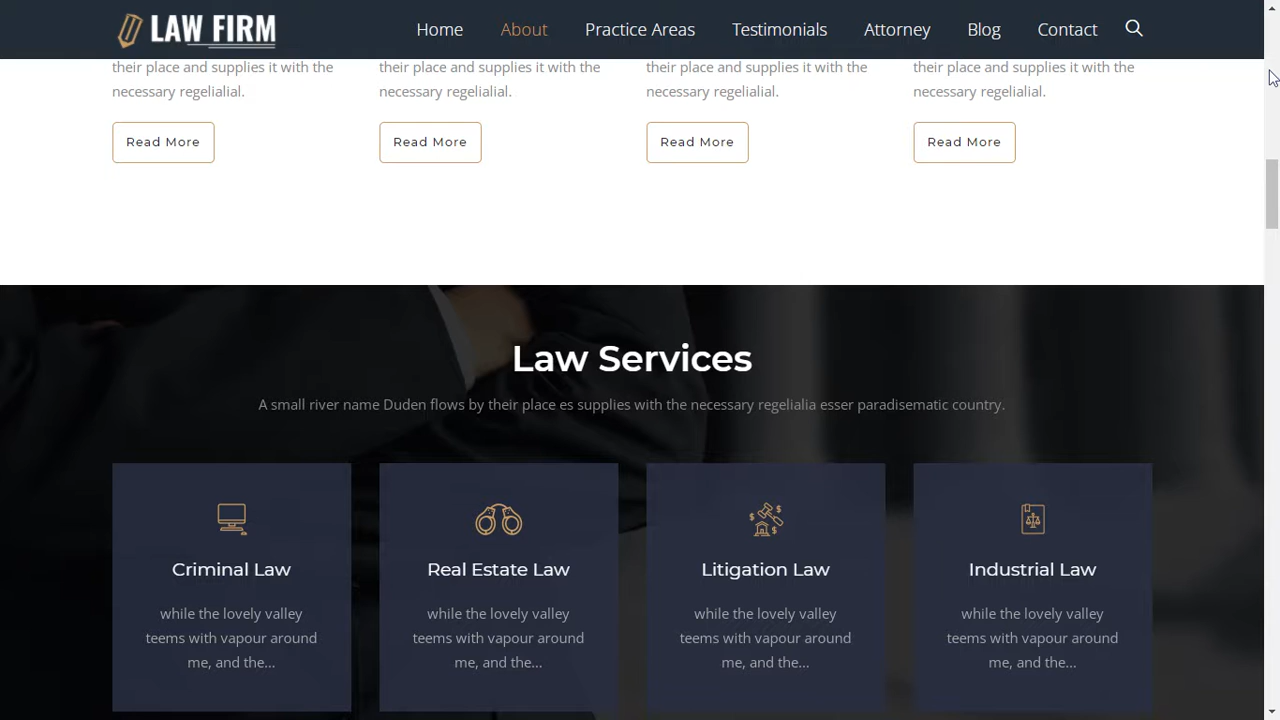 LAW FIRM Home About Practice Areas Testimonials Attorney Blog Contact
their place and supplies it with the necessary regelialial.
Read More
their place and supplies it with the necessary regelialial.
Read More
their place and supplies it with the necessary regelialial.
Read More
their place and supplies it with the necessary regelialial.
Read More
Law Services
A small river name Duden flows by their place es supplies with the necessary regelialia esser paradisematic country.
Criminal Law
while the lovely valley
teems with vapour around
me, and the...
Real Estate Law
while the lovely valley
teems with vapour around
me, and the...
Litigation Law
while the lovely valley
teems with vapour around
me, and the...
Industrial Law
while the lovely valley
teems with vapour around
me, and the...